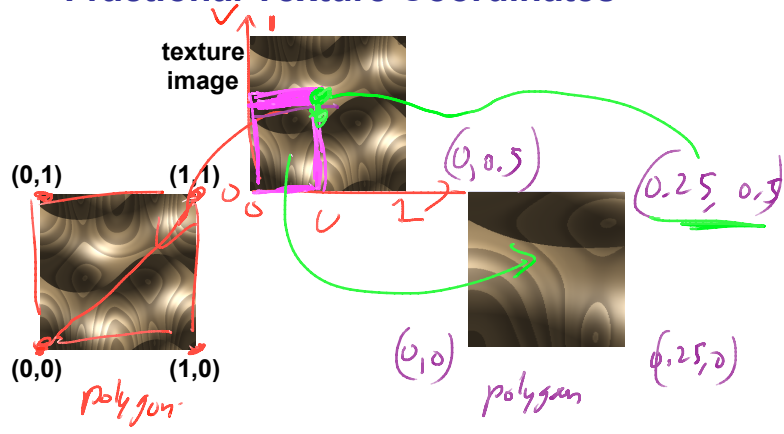 Fractional Texture Coordinates
V 1
texture
image
(0,0.5)
(0,1) (1,1)
0 0 U 1
(0.25, 0.5)
(0,0) (1,0)
(0,0)
(0.25,0)
polygon
polygon